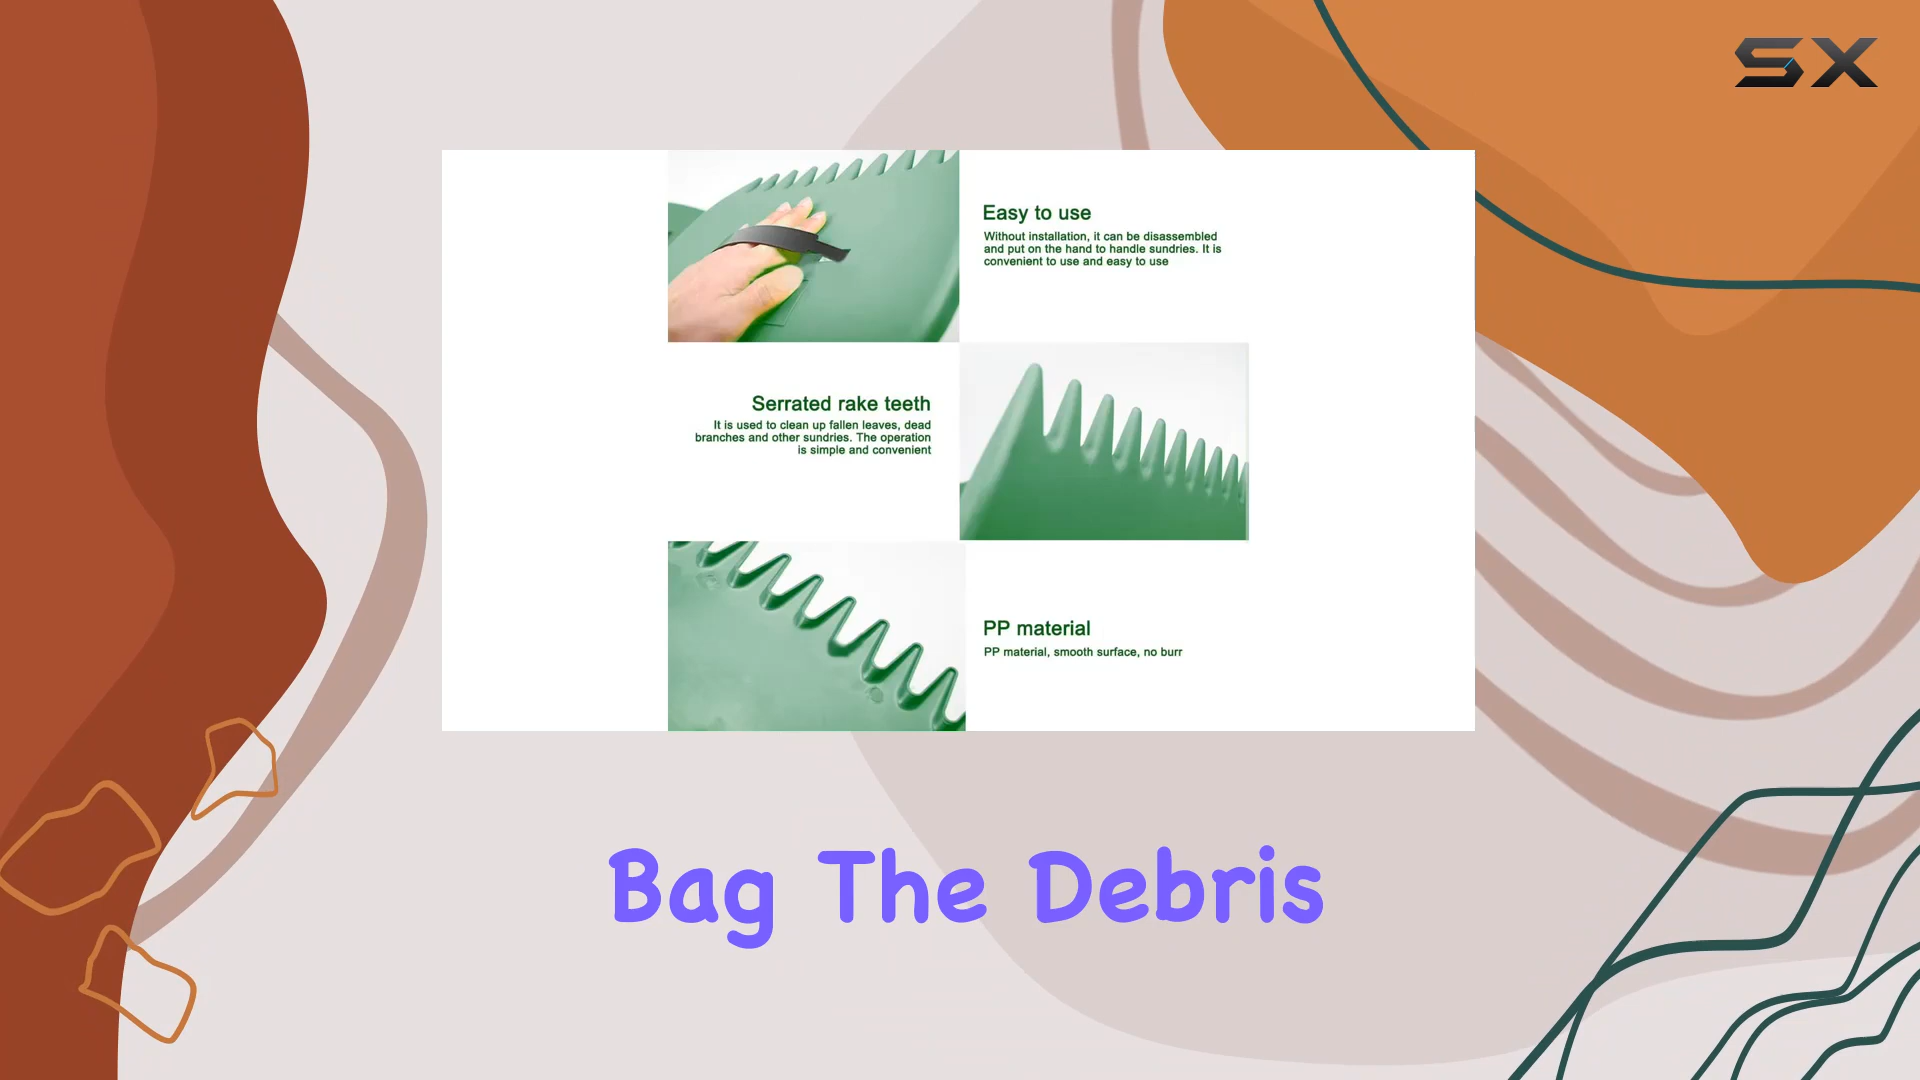 SX
Easy to use
Without installation, it can be disassembled
and put on the hand to handle sundries. It is
convenient to use and easy to use
Serrated rake teeth
It is used to clean up fallen leaves, dead
branches and other sundries. The operation
is simple and convenient
PP material
PP material, smooth surface, no burr
Bag The Debris